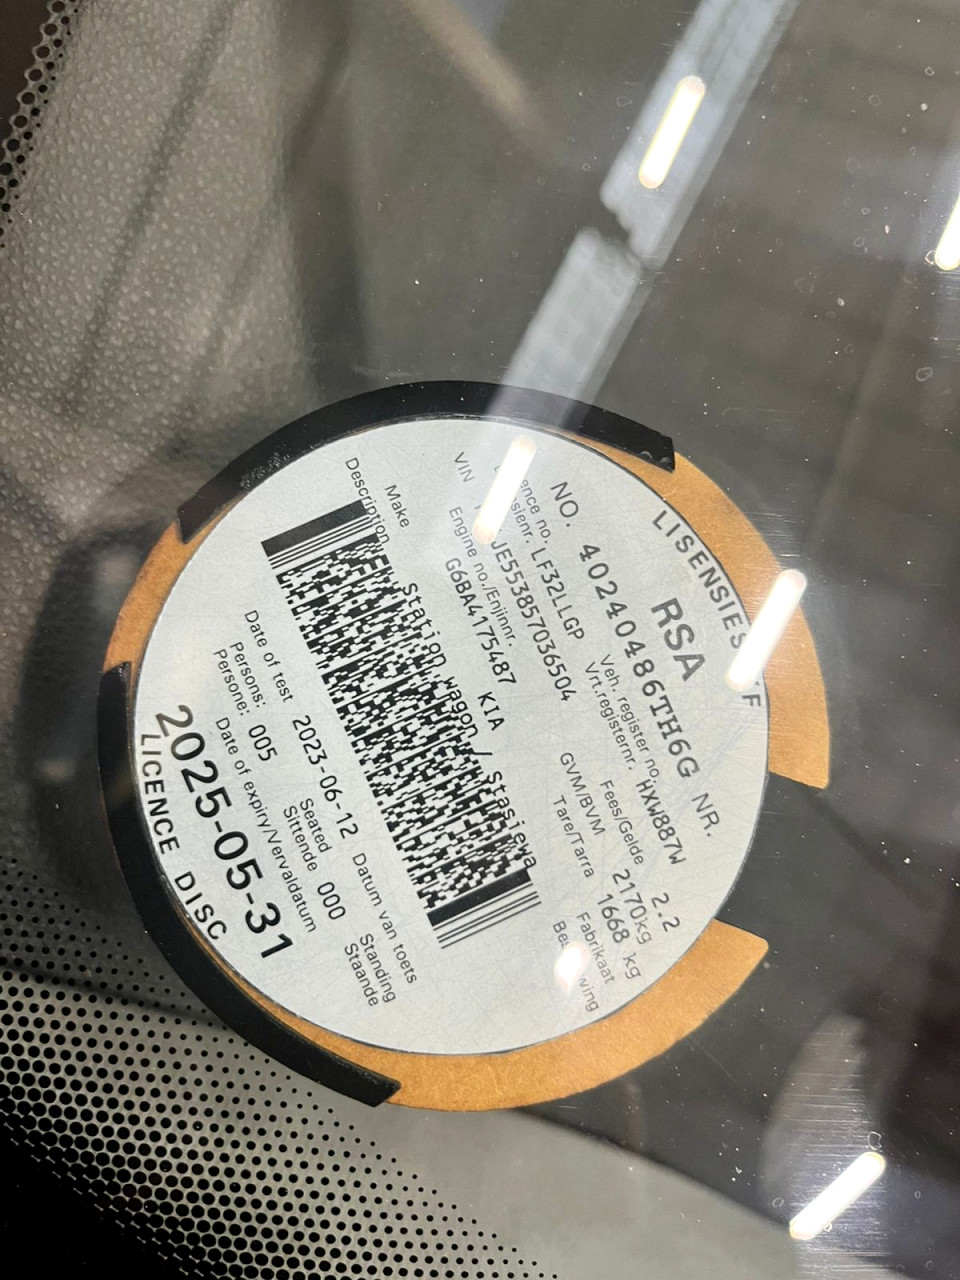 LISENSIES
RSA
NO. 40240486TH6G NR.
Veh. register no.
Vrt.registernr. HXW887W
no. LF32LLGP
Fees/Gelde 2.2
GVM/BVM 2170kg
Tare/Tarra 1668 kg
VIN JE553857036504
Engine no./Enjinnr.
G6BA4175487
Make KIA Fabrikaat
Description Station wagon / Stasiewa
Date of test 2023-06-12 Datum van toets
Persons: Seated Standing
Persone: 005 Sittende 000 Staande
Date of expiry/Vervaldatum
2025-05-31
LICENCE DISC